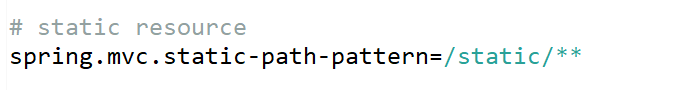 # static resource
spring.mvc.static-path-pattern=/static/**